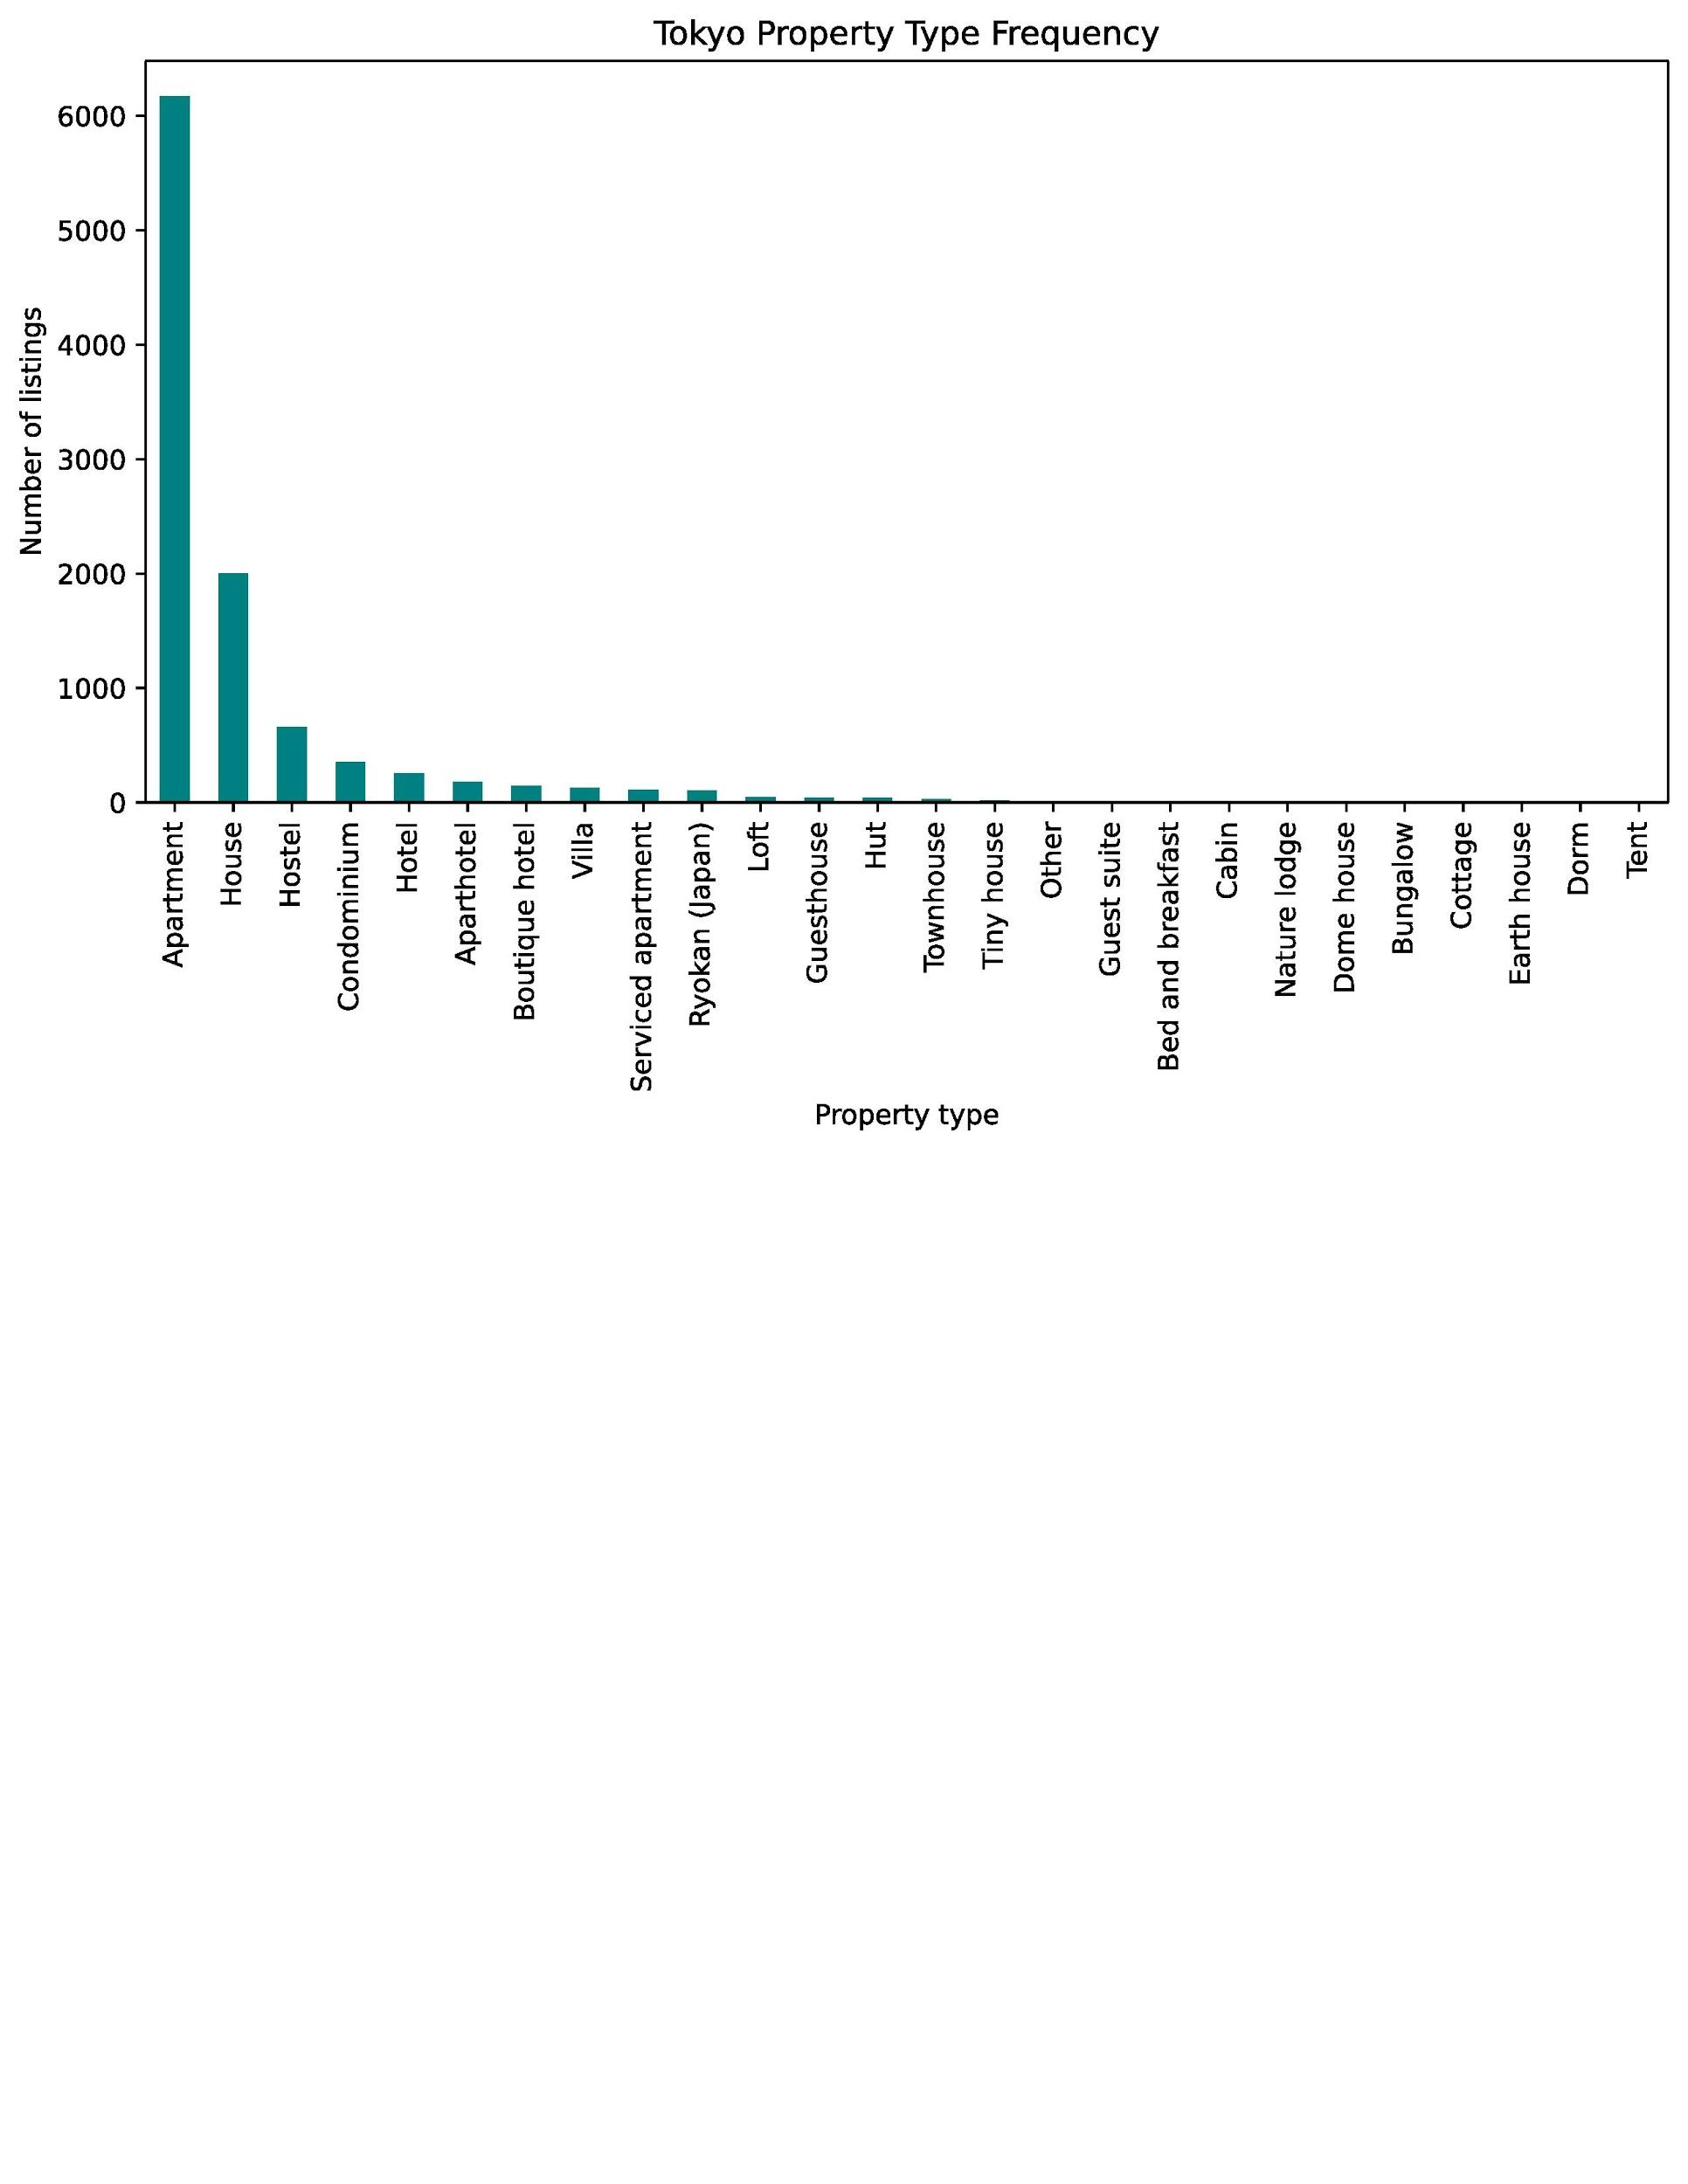 Tokyo Property Type Frequency
Number of listings
6000
5000
4000
3000
2000
1000
0
Apartment
House
Hostel
Condominium
Hotel
Aparthotel
Boutique hotel
Villa
Serviced apartment
Ryokan (Japan)
Loft
Guesthouse
Hut
Townhouse
Tiny house
Other
Guest suite
Bed and breakfast
Cabin
Nature lodge
Dome house
Bungalow
Cottage
Earth house
Dorm
Tent
Property type